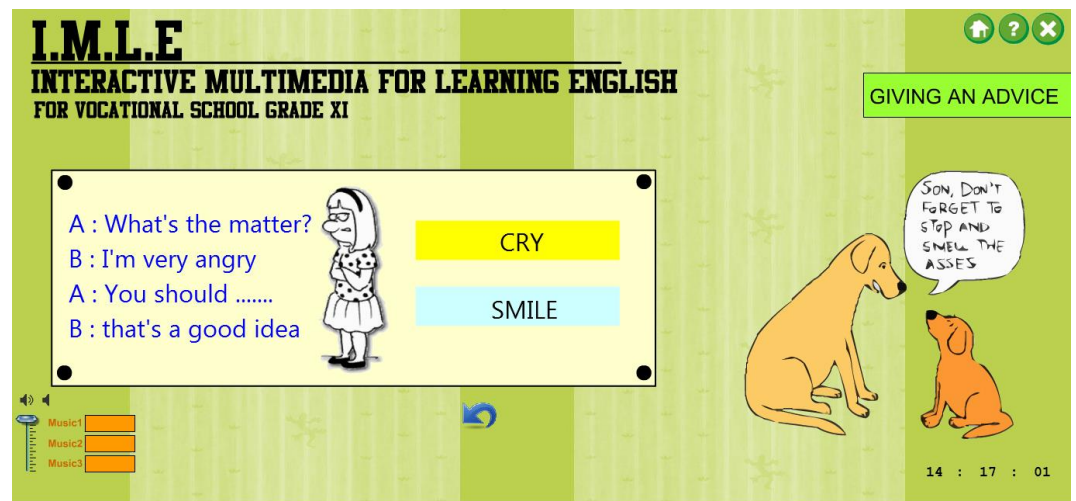 I.M.L.E
INTERACTIVE MULTIMEDIA FOR LEARNING ENGLISH
FOR VOCATIONAL SCHOOL GRADE XI
?
GIVING AN ADVICE
A : What's the matter?
B : I'm very angry
A : You should .......
B : that's a good idea
CRY
SMILE
SON, DON'T
FORGET TO
STOP AND
SMELL THE
ASSES
Music1
Music2
Music3
14 : 17 : 01